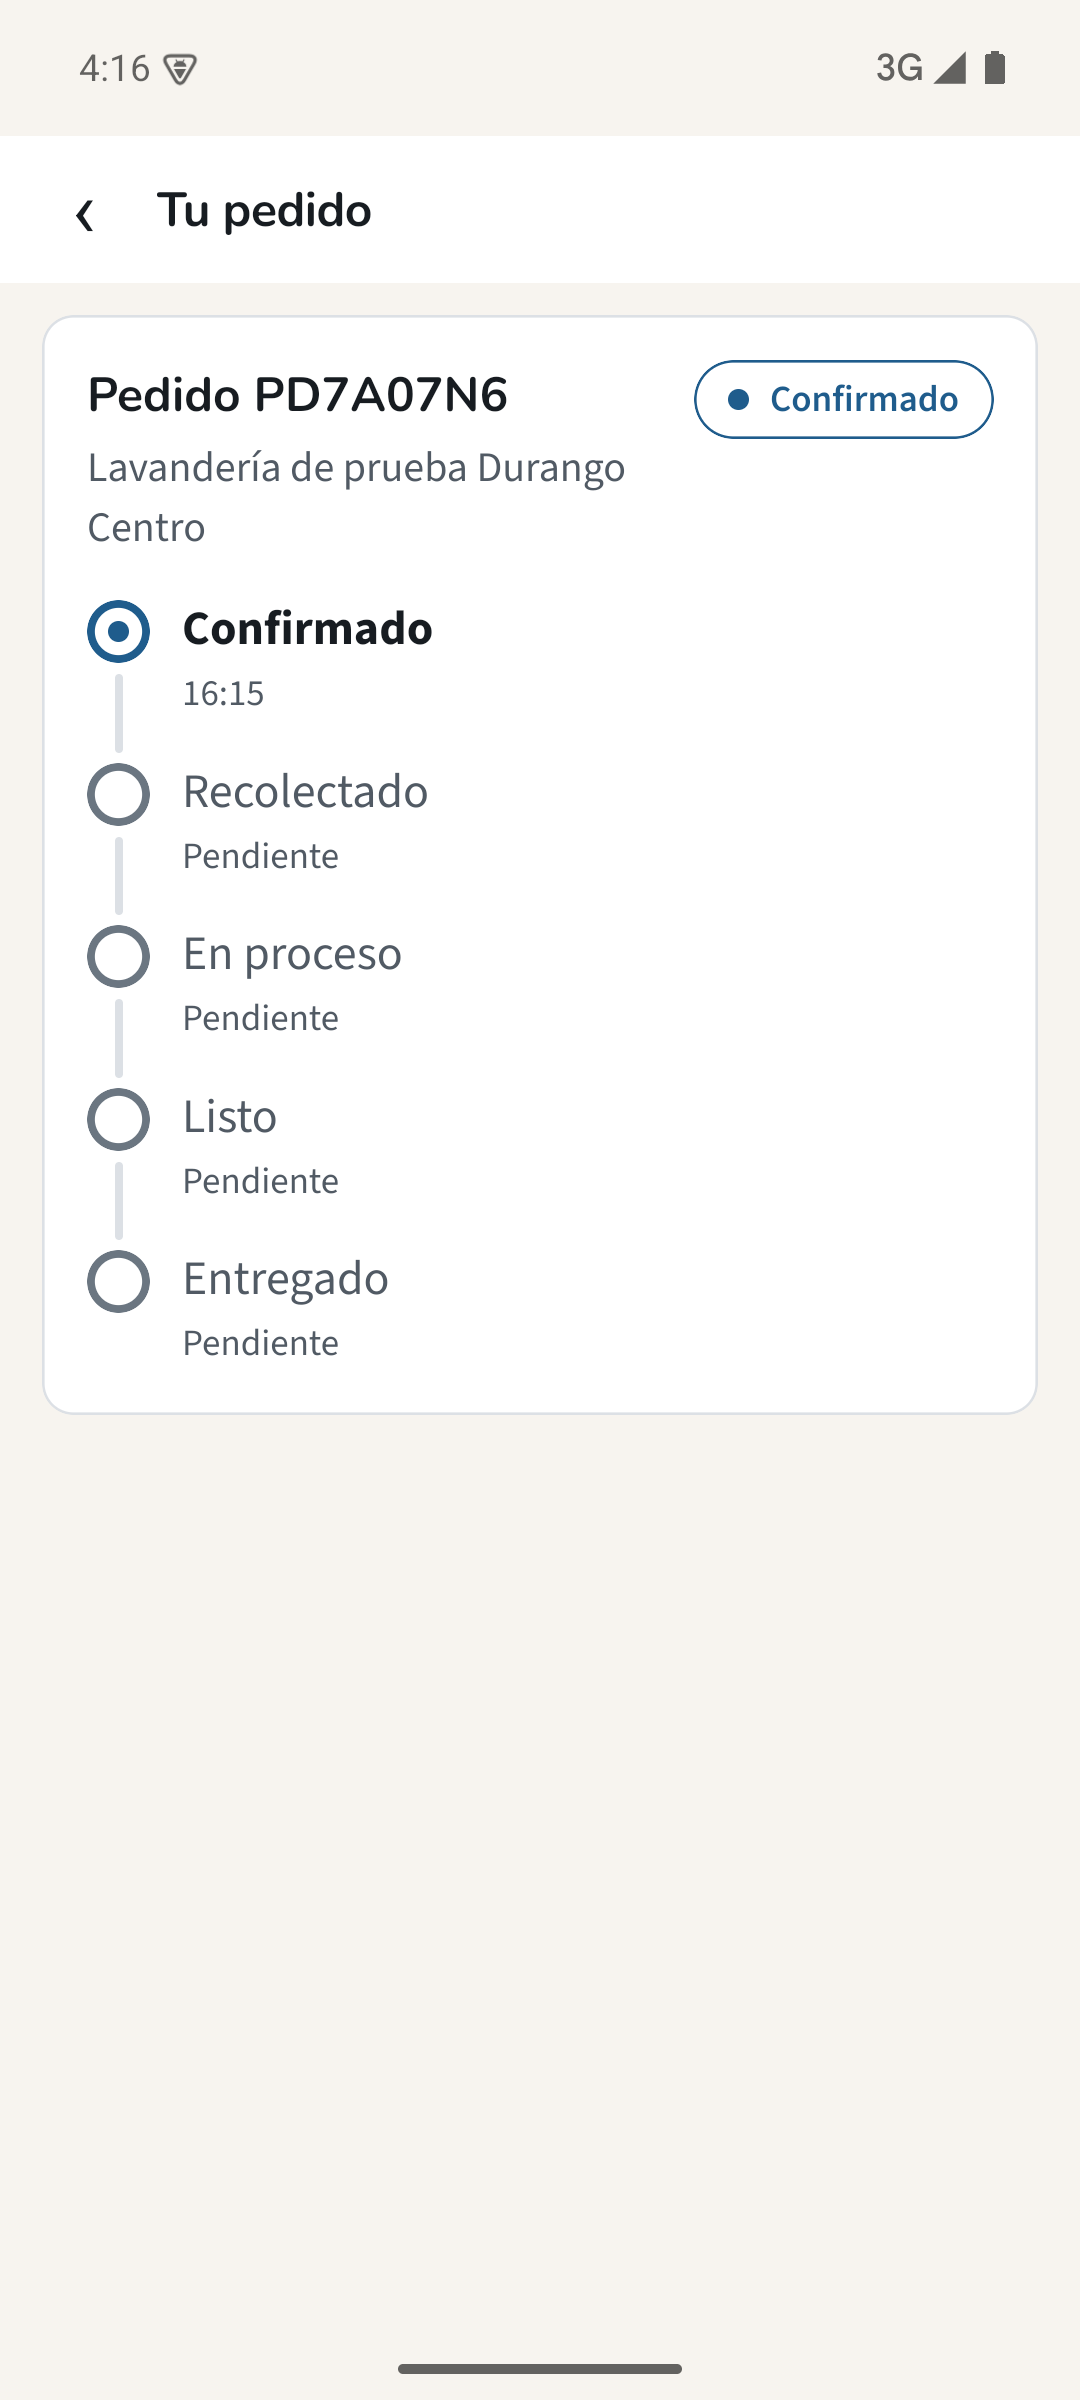 4:16
3G
‹ Tu pedido
Pedido PD7A07N6
Confirmado
Lavandería de prueba Durango
Centro
Confirmado
16:15
Recolectado
Pendiente
En proceso
Pendiente
Listo
Pendiente
Entregado
Pendiente